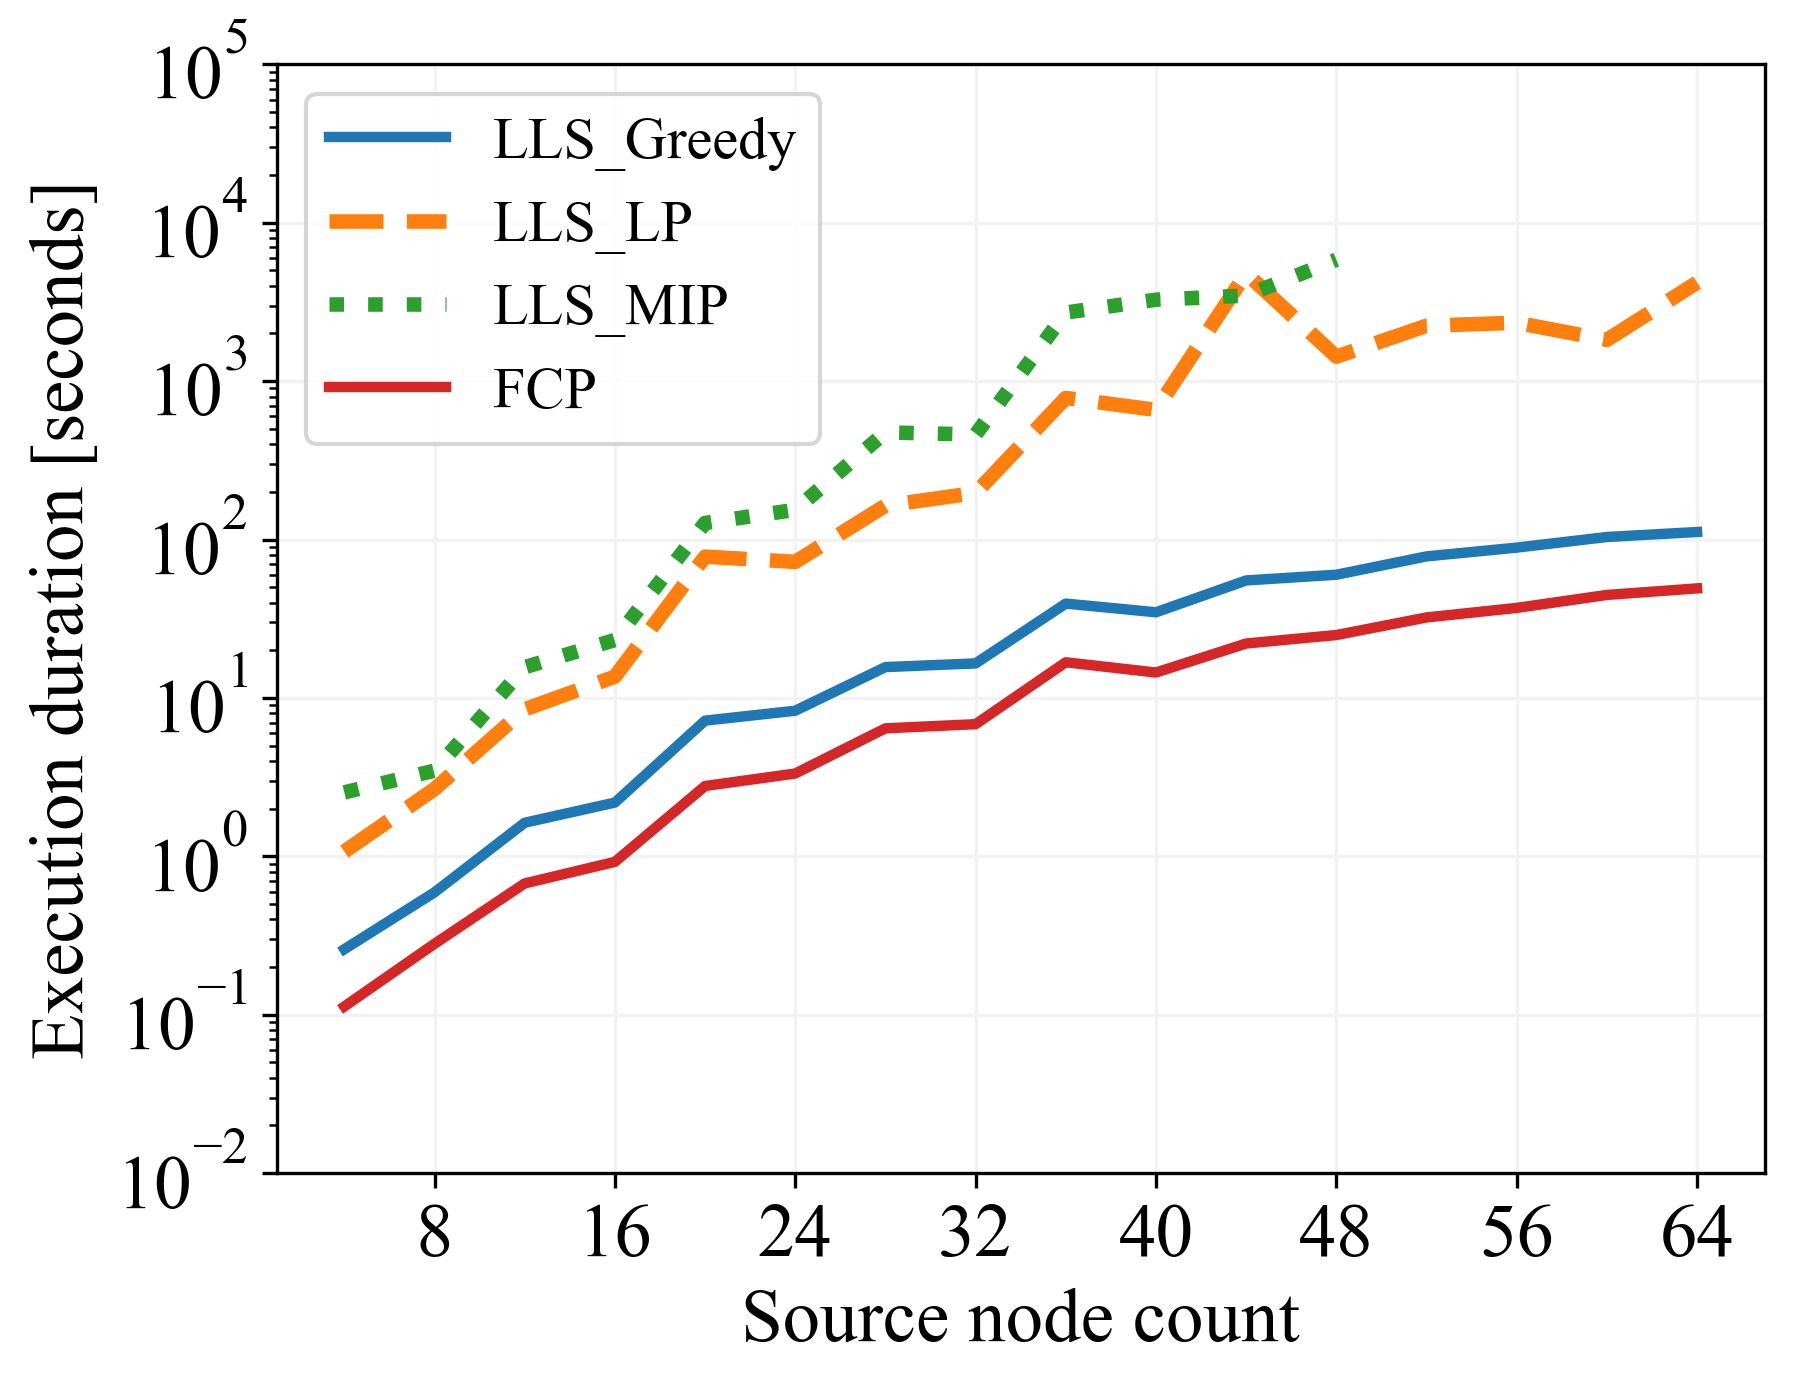 10^5
10^4
10^3
10^2
10^1
10^0
10^−1
10^−2
Execution duration [seconds]
LLS_Greedy
LLS_LP
LLS_MIP
FCP
8 16 24 32 40 48 56 64
Source node count